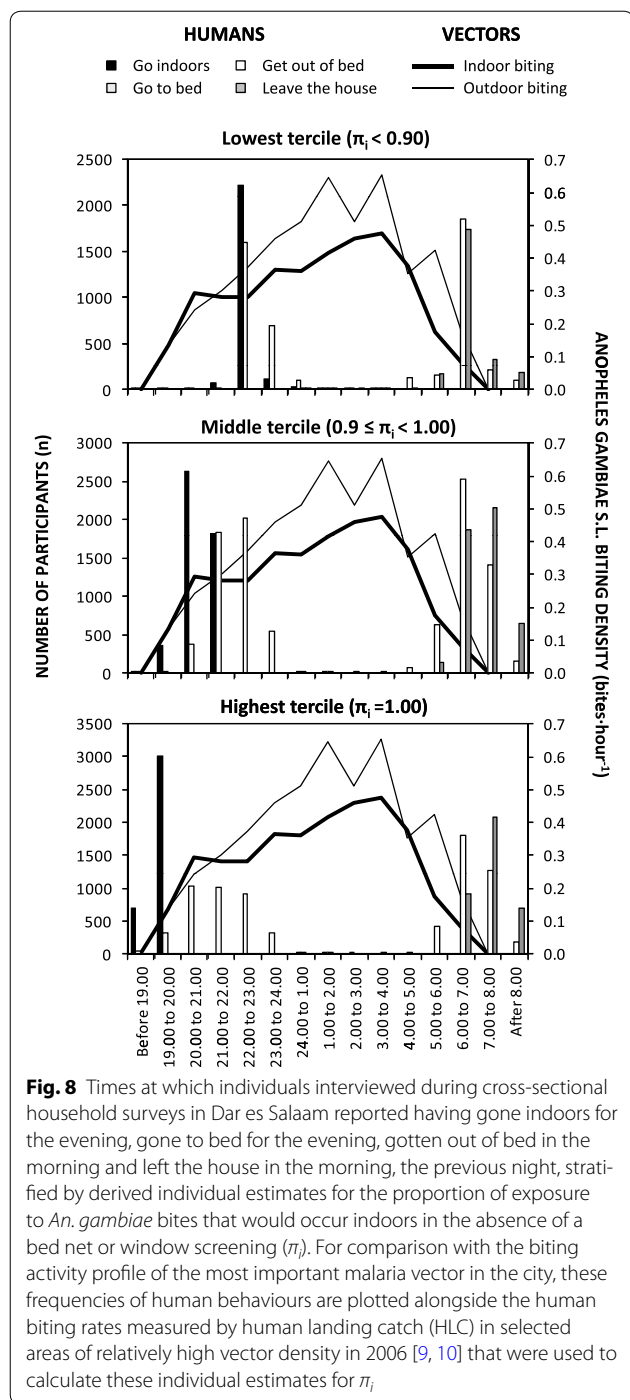 HUMANS VECTORS
Go indoors Get out of bed Indoor biting
Go to bed Leave the house Outdoor biting
Lowest tercile (πi < 0.90)
2500
2000
1500
1000
500
0
0.7
0.6
0.5
0.4
0.3
0.2
0.1
0.0
Middle tercile (0.9 ≤ πi < 1.00)
3000
2500
2000
1500
1000
500
0
0.7
0.6
0.5
0.4
0.3
0.2
0.1
0.0
Highest tercile (πi =1.00)
3500
3000
2500
2000
1500
1000
500
0
0.7
0.6
0.5
0.4
0.3
0.2
0.1
0.0
NUMBER OF PARTICIPANTS (n)
ANOPHELES GAMBIAE S.L. BITING DENSITY (bites·hour-1)
Before 19.00
19.00 to 20.00
20.00 to 21.00
21.00 to 22.00
22.00 to 23.00
23.00 to 24.00
24.00 to 1.00
1.00 to 2.00
2.00 to 3.00
3.00 to 4.00
4.00 to 5.00
5.00 to 6.00
6.00 to 7.00
7.00 to 8.00
After 8.00
Fig. 8 Times at which individuals interviewed during cross-sectional
household surveys in Dar es Salaam reported having gone indoors for
the evening, gone to bed for the evening, gotten out of bed in the
morning and left the house in the morning, the previous night, strati-
fied by derived individual estimates for the proportion of exposure
to An. gambiae bites that would occur indoors in the absence of a
bed net or window screening (πi). For comparison with the biting
activity profile of the most important malaria vector in the city, these
frequencies of human behaviours are plotted alongside the human
biting rates measured by human landing catch (HLC) in selected
areas of relatively high vector density in 2006 [9, 10] that were used to
calculate these individual estimates for πi